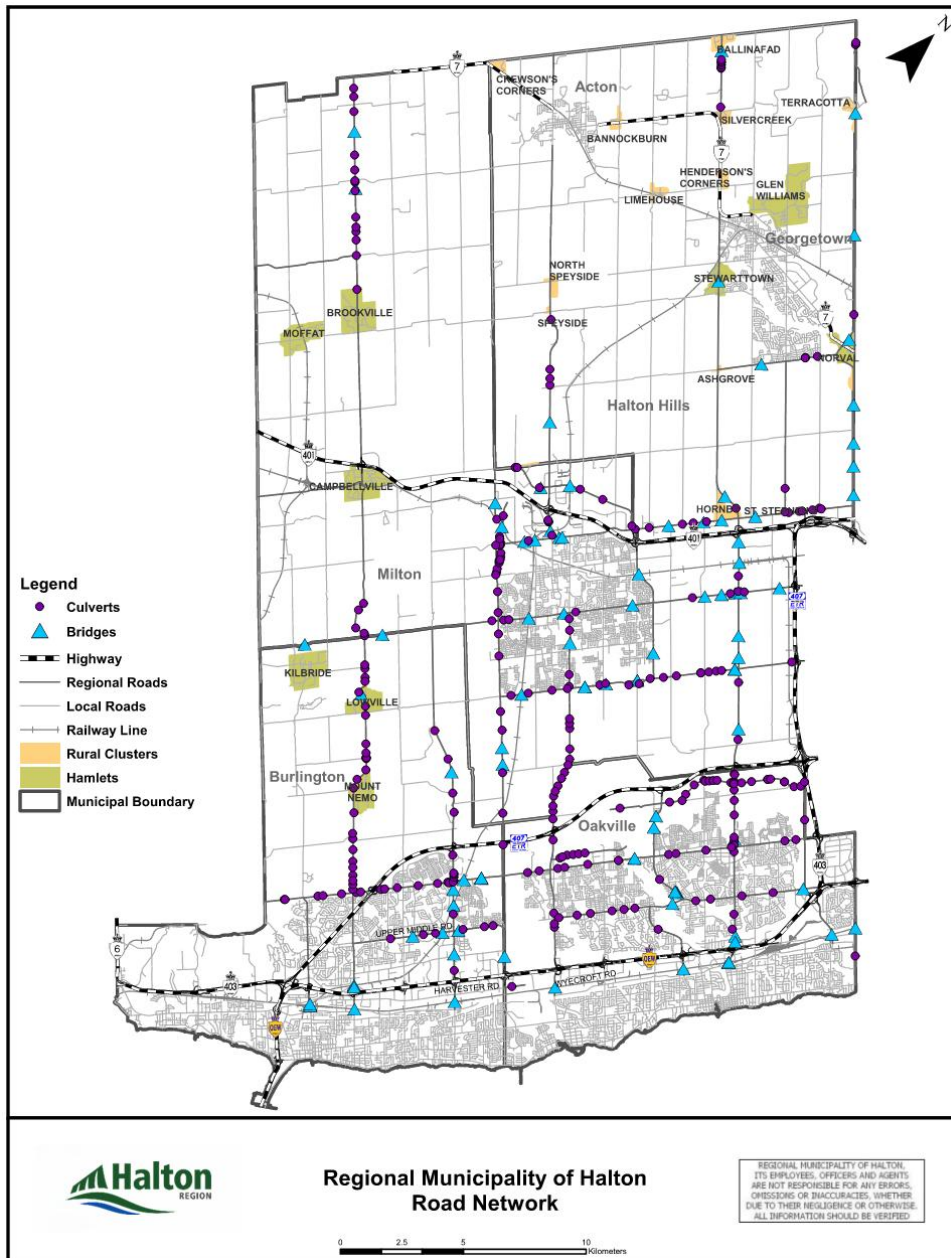 N
7
BALLINAFAD
CREWSON'S
CORNERS
Acton
TERRACOTTA
SILVERCREEK
BANNOCKBURN
7
HENDERSON'S
CORNERS
GLEN
WILLIAMS
LIMEHOUSE
Georgetown
NORTH
SPEYSIDE
STEWARTTOWN
BROOKVILLE
7
MOFFAT
SPEYSIDE
NORVAL
ASHGROVE
Halton Hills
401
CAMPBELLVILLE
HORNBY
401
Milton
407
ETR
Legend
Culverts
Bridges
Highway
Regional Roads
Local Roads
Railway Line
Rural Clusters
Hamlets
Municipal Boundary
KILBRIDE
LOWVILLE
Burlington
MOUNT
NEMO
Oakville
407
ETR
403
UPPER MIDDLE RD
6
403
QEW
WYECROFT RD
HARVESTER RD
QEW
Halton
REGION
Regional Municipality of Halton
Road Network
REGIONAL MUNICIPALITY OF HALTON,
ITS EMPLOYEES, OFFICERS AND AGENTS
ARE NOT RESPONSIBLE FOR ANY ERRORS,
OMISSIONS OR INACCURACIES, WHETHER
DUE TO THEIR NEGLIGENCE OR OTHERWISE.
ALL INFORMATION SHOULD BE VERIFIED
0 2.5 5 10
Kilometers